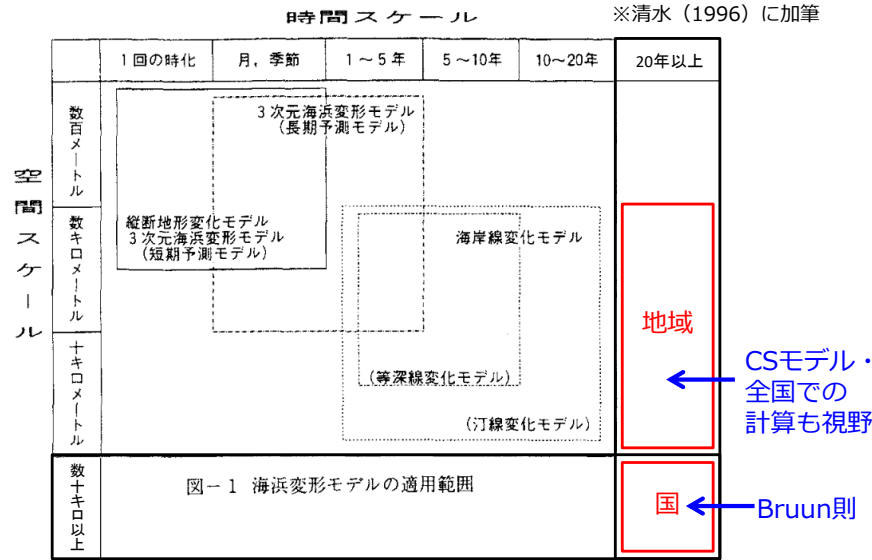 時間スケール
※清水（1996）に加筆
1回の時化
月，季節
1～5年
5～10年
10～20年
20年以上
空間スケール
数百メートル
数キロメートル
十キロメートル
数十キロ以上
3次元海浜変形モデル
（長期予測モデル）
縦断地形変化モデル
3次元海浜変形モデル
（短期予測モデル）
海岸線変化モデル
（等深線変化モデル）
（汀線変化モデル）
地域
CSモデル・
全国での
計算も視野
図－1 海浜変形モデルの適用範囲
国
Bruun則